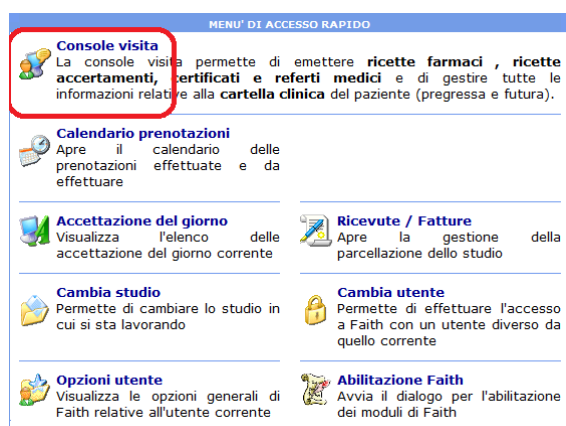 MENU' DI ACCESSO RAPIDO
Console visita
La console visita permette di emettere ricette farmaci , ricette
accertamenti, certificati e referti medici e di gestire tutte le
informazioni relative alla cartella clinica del paziente (pregressa e futura).
Calendario prenotazioni
Apre il calendario delle
prenotazioni effettuate e da
effettuare
Accettazione del giorno
Visualizza l'elenco delle
accettazione del giorno corrente
Ricevute / Fatture
Apre la gestione della
parcellazione dello studio
Cambia studio
Permette di cambiare lo studio in
cui si sta lavorando
Cambia utente
Permette di effettuare l'accesso
a Faith con un utente diverso da
quello corrente
Opzioni utente
Visualizza le opzioni generali di
Faith relative all'utente corrente
Abilitazione Faith
Avvia il dialogo per l'abilitazione
dei moduli di Faith